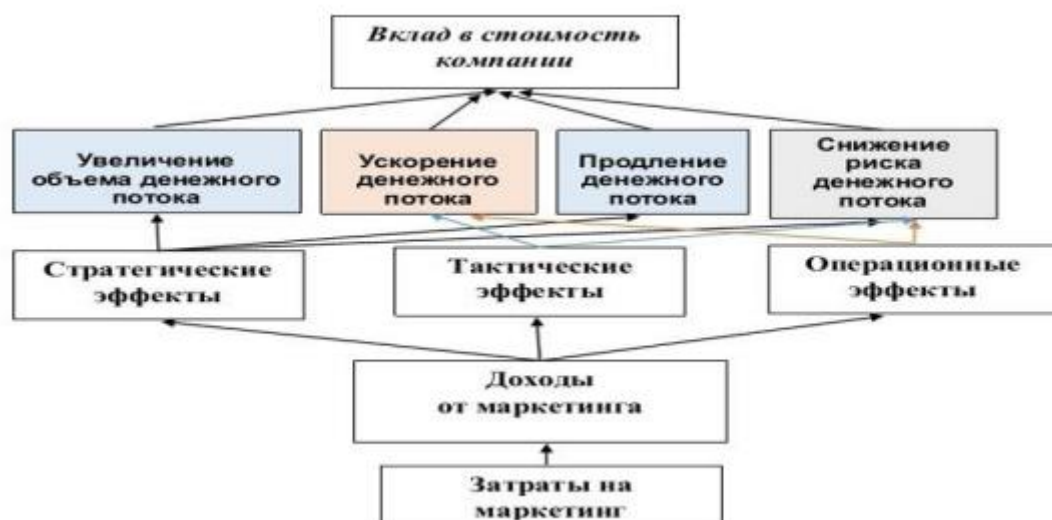 Вклад в стоимость
компании
Увеличение
объема денежного
потока
Ускорение
денежного
потока
Продление
денежного
потока
Снижение
риска
денежного
потока
Стратегические
эффекты
Тактические
эффекты
Операционные
эффекты
Доходы
от маркетинга
Затраты на
маркетинг